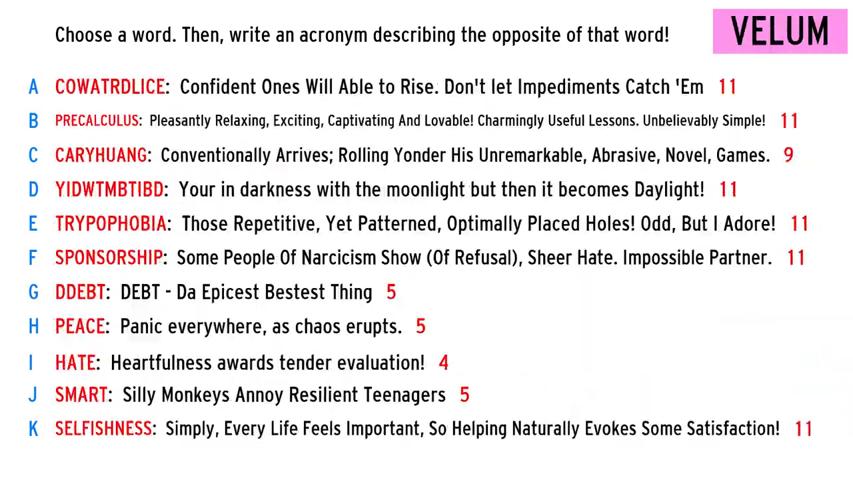 Choose a word. Then, write an acronym describing the opposite of that word!
VELUM
A COWATRDLICE: Confident Ones Will Able to Rise. Don't let Impediments Catch 'Em 11
B PRECALCULUS: Pleasantly Relaxing, Exciting, Captivating And Lovable! Charmingly Useful Lessons. Unbelievably Simple! 11
C CARYHUANG: Conventionally Arrives; Rolling Yonder His Unremarkable, Abrasive, Novel, Games. 9
D YIDWTMBTIBD: Your in darkness with the moonlight but then it becomes Daylight! 11
E TRYPOPHOBIA: Those Repetitive, Yet Patterned, Optimally Placed Holes! Odd, But I Adore! 11
F SPONSORSHIP: Some People Of Narcicism Show (Of Refusal), Sheer Hate. Impossible Partner. 11
G DDEBT: DEBT - Da Epicest Bestest Thing 5
H PEACE: Panic everywhere, as chaos erupts. 5
I HATE: Heartfulness awards tender evaluation! 4
J SMART: Silly Monkeys Annoy Resilient Teenagers 5
K SELFISHNESS: Simply, Every Life Feels Important, So Helping Naturally Evokes Some Satisfaction! 11